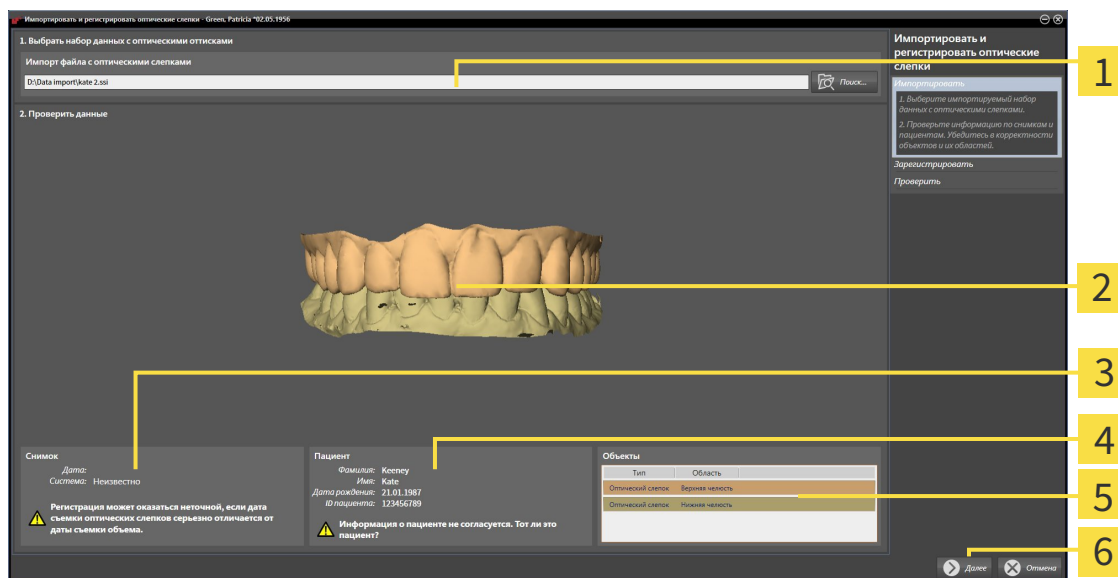 Импортировать и регистрировать оптические слепки - Green, Patricia *02.05.1956
1. Выбрать набор данных с оптическими оттисками
Импорт файла с оптическими слепками
D:\Data import\kate 2.ssi
Поиск...
2. Проверить данные
Снимок
Дата:
Система: Неизвестно
Регистрация может оказаться неточной, если дата
съемки оптических слепков серьезно отличается от
даты съемки объема.
Пациент
Фамилия: Keeney
Имя: Kate
Дата рождения: 21.01.1987
ID пациента: 123456789
Информация о пациенте не согласуется. Тот ли это
пациент?
Объекты
Тип Область
Оптический слепок Верхняя челюсть
Оптический слепок Нижняя челюсть
Импортировать и
регистрировать оптические
слепки
Импортировать
1. Выберите импортируемый набор
данных с оптическими слепками.
2. Проверьте информацию по снимкам и
пациентам. Убедитесь в корректности
объектов и их областей.
Зарегистрировать
Проверить
Далее
Отмена
1
2
3
4
5
6